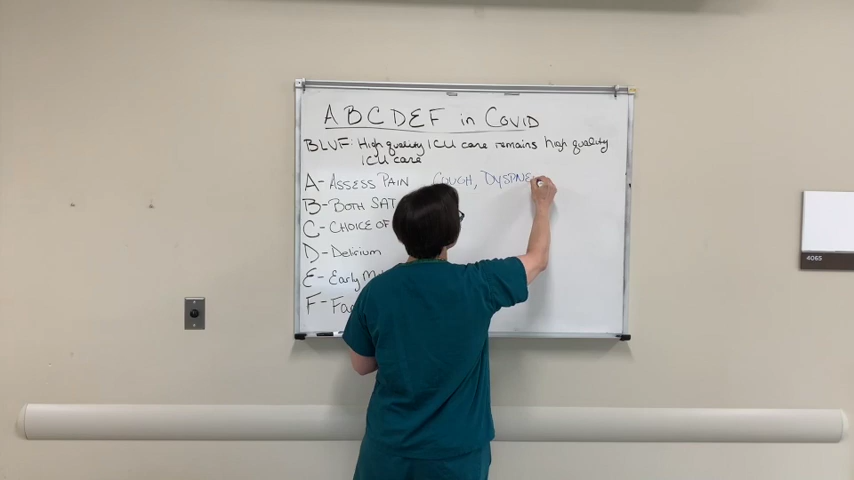 ABCDEF in COVID
BLUF: High quality ICU care remains high quality
ICU care
A - ASSESS PAIN COUGH, DYSPNE
B - BOTH SAT
C - CHOICE OF
D - Delirium
E - Early M
F - Fa
4065